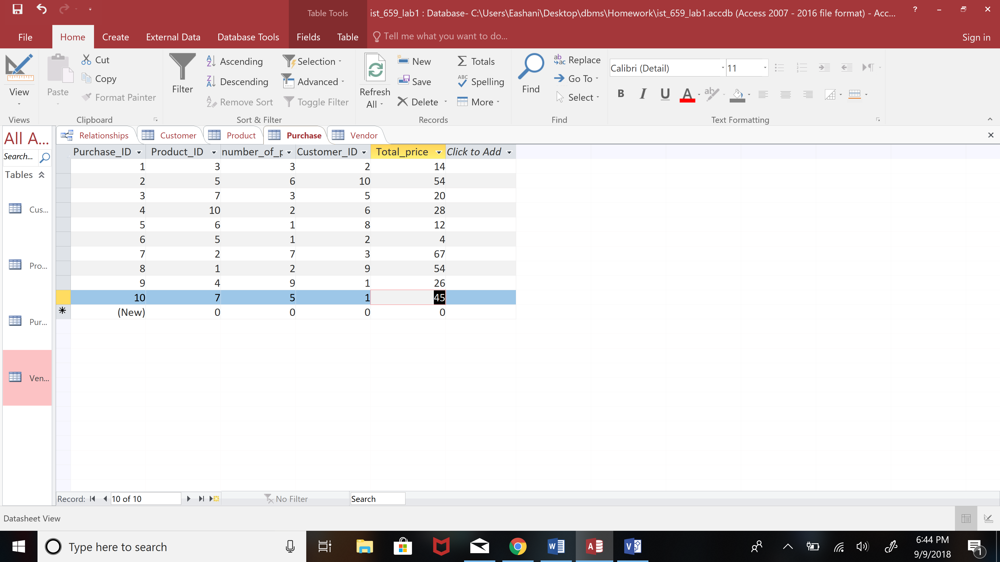 Table Tools
ist_659_lab1 : Database- C:\Users\Eashani\Desktop\dbms\Homework\ist_659_lab1.accdb (Access 2007 - 2016 file format) - Acc...
?
File Home Create External Data Database Tools Fields Table Tell me what you want to do... Sign in
View
Paste
Cut
Copy
Format Painter
Filter
Ascending
Descending
Remove Sort
Selection
Advanced
Toggle Filter
Refresh
All
New
Save
Delete
Totals
Spelling
More
Find
Replace
Go To
Select
Calibri (Detail) 11
B I U A
Views Clipboard Sort & Filter Records Find Text Formatting
All A...
Search...
Tables
Cus...
Pro...
Pur...
Ven...
Relationships Customer Product Purchase Vendor
Purchase_ID Product_ID number_of_p Customer_ID Total_price Click to Add
1 3 3 2 14
2 5 6 10 54
3 7 3 5 20
4 10 2 6 28
5 6 1 8 12
6 5 1 2 4
7 2 7 3 67
8 1 2 9 54
9 4 9 1 26
10 7 5 1 45
(New) 0 0 0 0
Record: 10 of 10 No Filter Search
Datasheet View
Type here to search
6:44 PM
9/9/2018
1